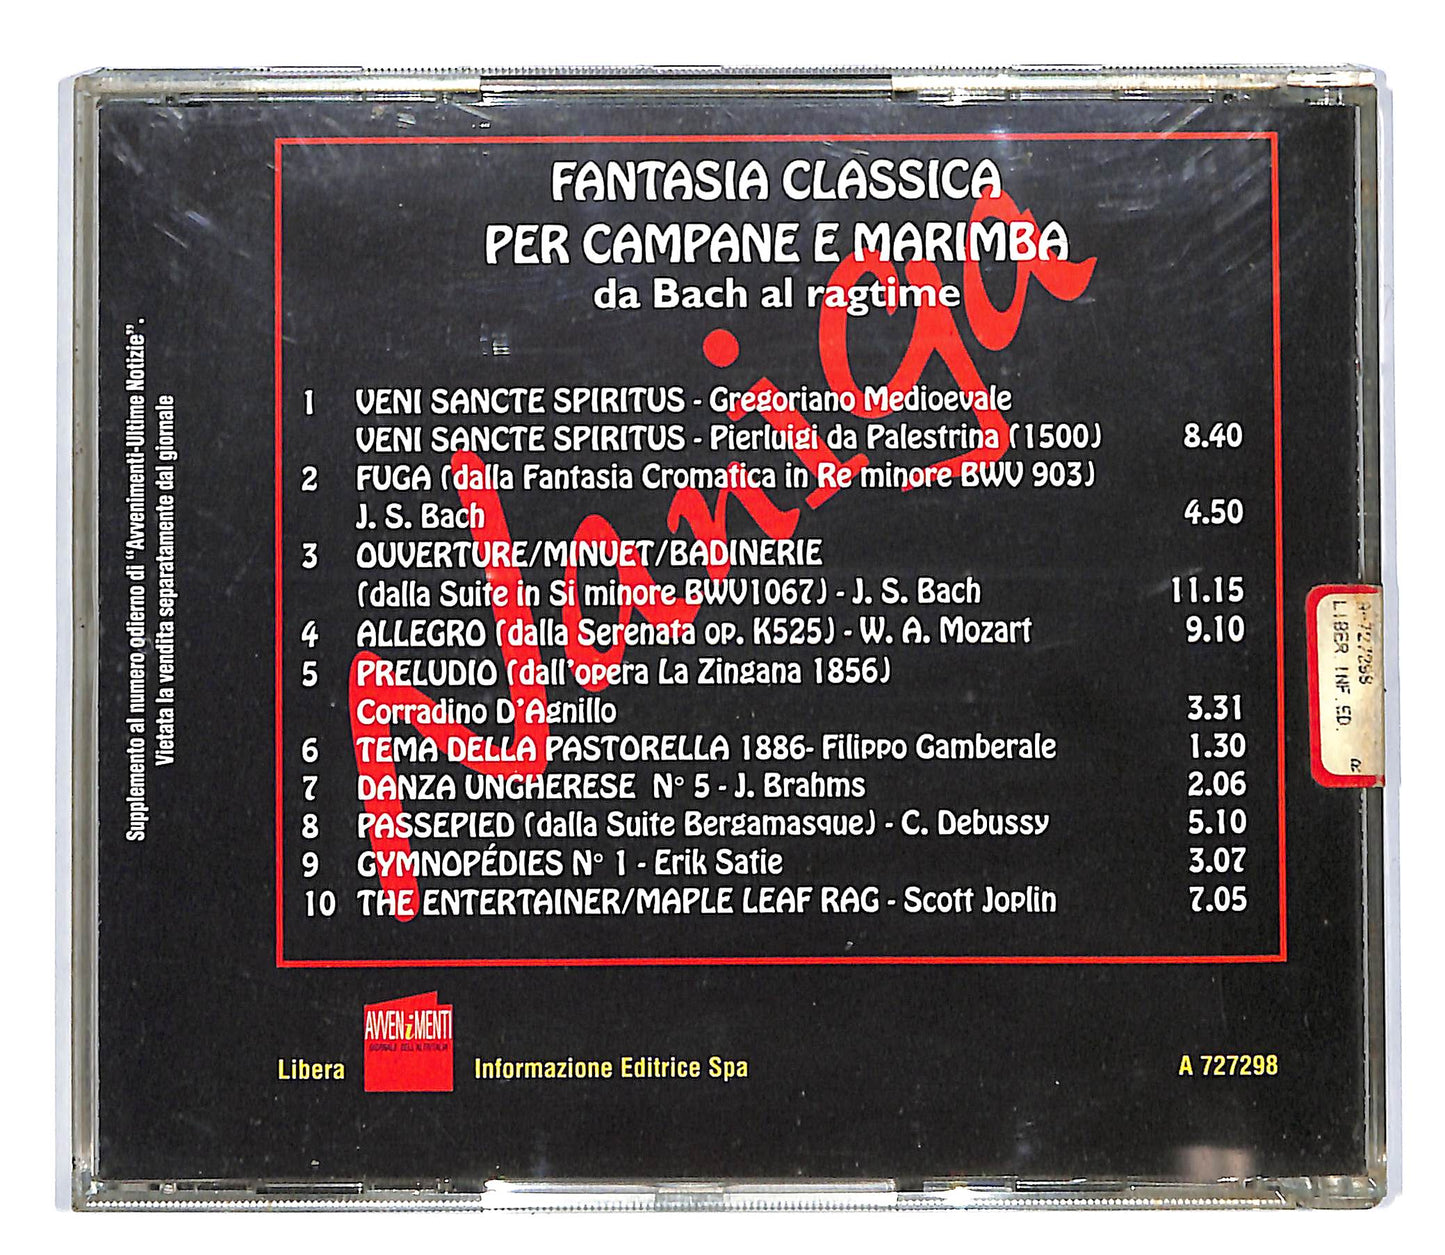 FANTASIA CLASSICA
PER CAMPANE E MARIMBA
da Bach al ragtime
Naniga
1 VENI SANCTE SPIRITUS - Gregoriano Medioevale
VENI SANCTE SPIRITUS - Pierluigi da Palestrina (1500) 8.40
2 FUGA (dalla Fantasia Cromatica in Re minore BWV 903)
J. S. Bach 4.50
3 OUVERTURE/MINUET/BADINERIE
(dalla Suite in Si minore BWV1067) - J. S. Bach 11.15
4 ALLEGRO (dalla Serenata op. K525) - W. A. Mozart 9.10
5 PRELUDIO (dall'opera La Zingana 1856)
Corradino D'Agnillo 3.31
6 TEMA DELLA PASTORELLA 1886- Filippo Gamberale 1.30
7 DANZA UNGHERESE N° 5 - J. Brahms 2.06
8 PASSEPIED (dalla Suite Bergamasque) - C. Debussy 5.10
9 GYMNOPÉDIES N° 1 - Erik Satie 3.07
10 THE ENTERTAINER/MAPLE LEAF RAG - Scott Joplin 7.05
Libera AVVENiMENTI Informazione Editrice Spa A 727298
GIORNALE DELL'ALTRITALIA
Supplemento al numero odierno di "Avvenimenti-Ultime Notizie".
Vietata la vendita separatamente dal giornale
A-727298
LIBER.INF.ED.